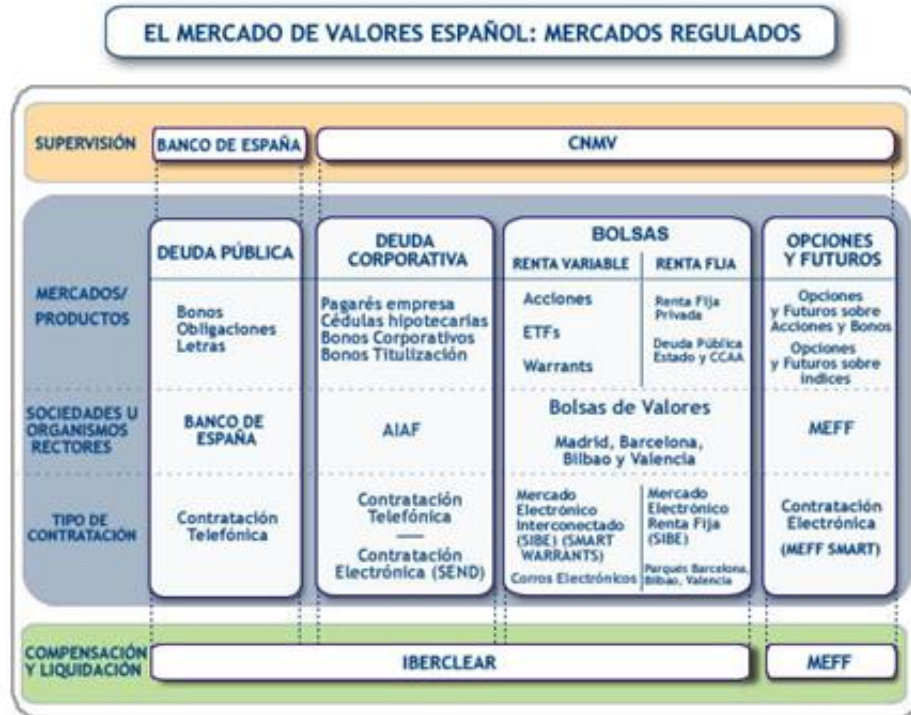 EL MERCADO DE VALORES ESPAÑOL: MERCADOS REGULADOS
SUPERVISIÓN
BANCO DE ESPAÑA
CNMV
MERCADOS/
PRODUCTOS
DEUDA PÚBLICA
Bonos
Obligaciones
Letras
DEUDA
CORPORATIVA
Pagarés empresa
Cédulas hipotecarias
Bonos Corporativos
Bonos Titulización
BOLSAS
RENTA VARIABLE
Acciones
ETFs
Warrants
RENTA FIJA
Renta Fija
Privada
Deuda Pública
Estado y CCAA
OPCIONES
Y FUTUROS
Opciones
y Futuros sobre
Acciones y Bonos
Opciones
y Futuros sobre
índices
SOCIEDADES U
ORGANISMOS
RECTORES
BANCO DE
ESPAÑA
AIAF
Bolsas de Valores
Madrid, Barcelona,
Bilbao y Valencia
MEFF
TIPO DE
CONTRATACIÓN
Contratación
Telefónica
Contratación
Telefónica
Contratación
Electrónica (SEND)
Mercado
Electrónico
Interconectado
(SIBE) (SMART
WARRANTS)
Corros Electrónicos
Mercado
Electrónico
Renta Fija
(SIBE)
Parqués Barcelona,
Bilbao, Valencia
Contratación
Electrónica
(MEFF SMART)
COMPENSACIÓN
Y LIQUIDACIÓN
IBERCLEAR
MEFF